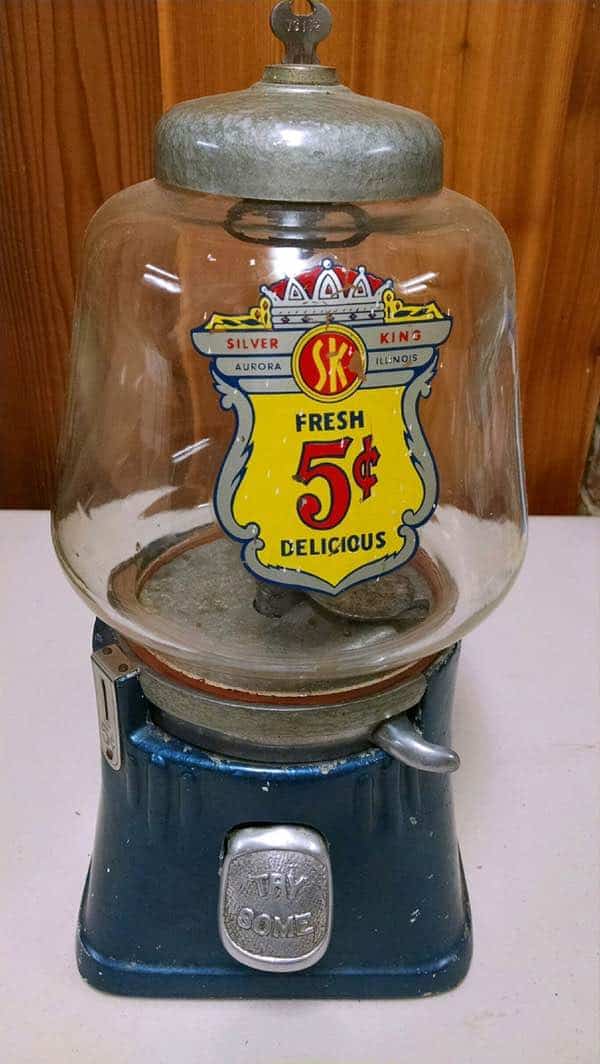 SILVER KING
AURORA ILLINOIS
SK
FRESH
5¢
DELICIOUS
TRY
SOME